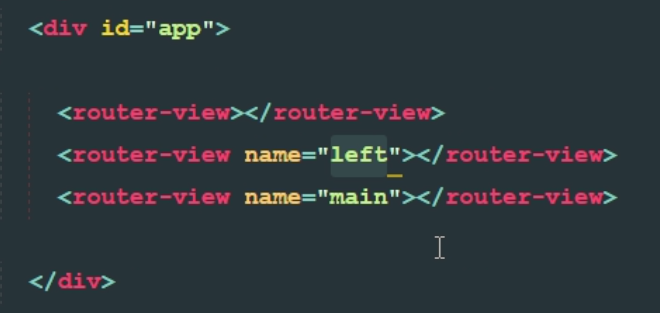 <div id="app">
<router-view></router-view>
<router-view name="left"></router-view>
<router-view name="main"></router-view>
</div>